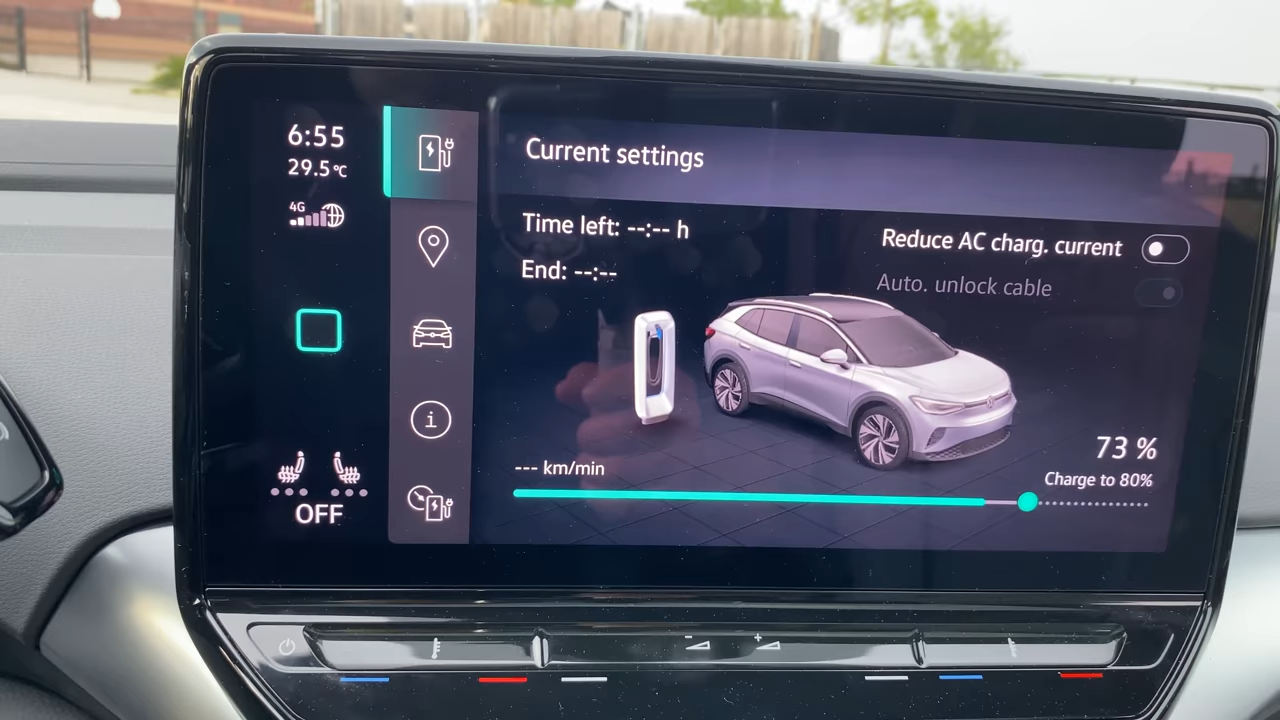 6:55
29.5°C
4G
OFF
Current settings
Time left: --:-- h
End: --:--
Reduce AC charg. current
Auto. unlock cable
--- km/min
73 %
Charge to 80%